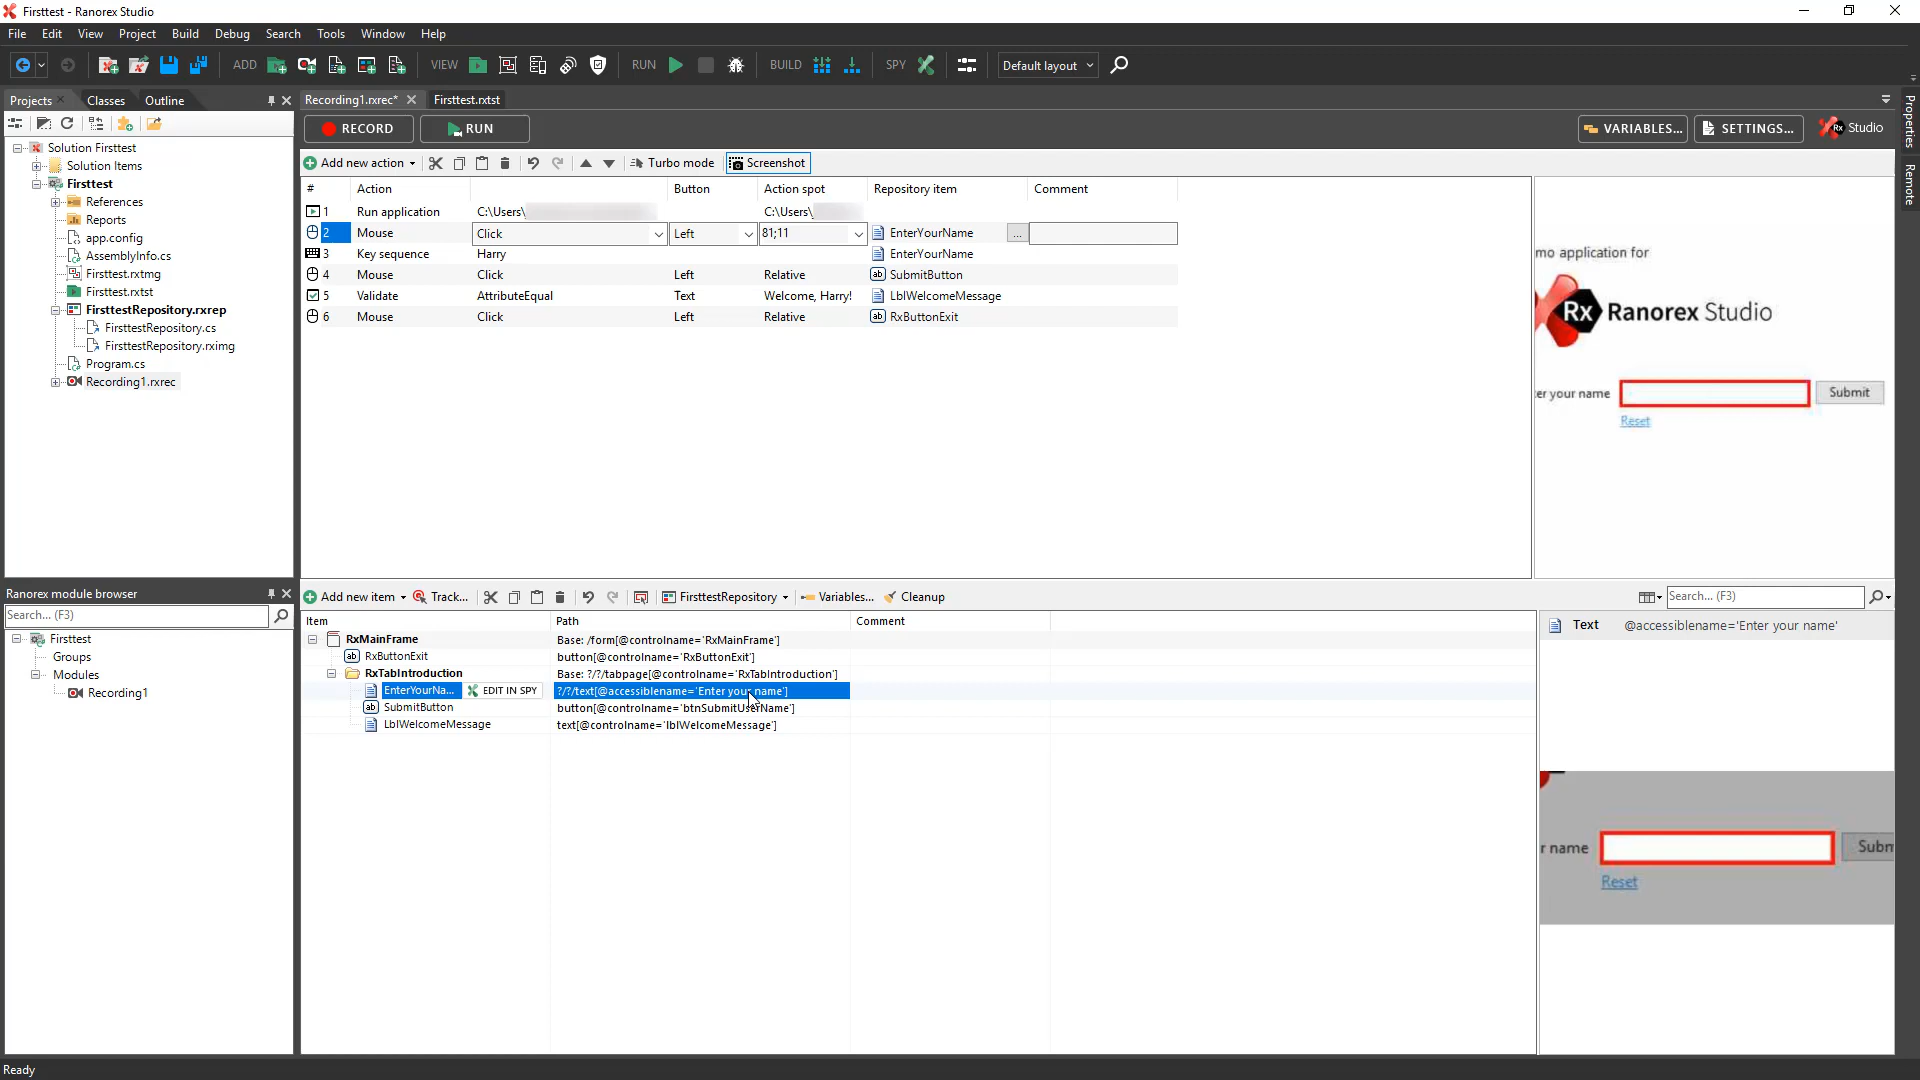 Firsttest - Ranorex Studio
File Edit View Project Build Debug Search Tools Window Help
ADD VIEW RUN BUILD SPY Default layout
Projects Classes Outline
Recording1.rxrec* Firsttest.rxtst
RECORD RUN VARIABLES... SETTINGS... Rx Studio
Add new action Turbo mode Screenshot
# Action Button Action spot Repository item Comment
1 Run application C:\Users\ C:\Users\
2 Mouse Click Left 81;11 EnterYourName ...
3 Key sequence Harry EnterYourName
4 Mouse Click Left Relative ab SubmitButton
5 Validate AttributeEqual Text Welcome, Harry! LblWelcomeMessage
6 Mouse Click Left Relative ab RxButtonExit
Solution Firsttest
Solution Items
Firsttest
References
Reports
app.config
AssemblyInfo.cs
Firsttest.rxtmg
Firsttest.rxtst
FirsttestRepository.rxrep
FirsttestRepository.cs
FirsttestRepository.rximg
Program.cs
Recording1.rxrec
mo application for
Rx Ranorex Studio
er your name Submit
Reset
Properties
Remote
Ranorex module browser
Search... (F3)
Firsttest
Groups
Modules
Recording1
Add new item Track... FirsttestRepository Variables... Cleanup Search... (F3)
Item Path Comment
RxMainFrame Base: /form[@controlname='RxMainFrame']
ab RxButtonExit button[@controlname='RxButtonExit']
RxTabIntroduction Base: ?/?/tabpage[@controlname='RxTabIntroduction']
EnterYourNa... EDIT IN SPY ?/?/text[@accessiblename='Enter your name']
ab SubmitButton button[@controlname='btnSubmitUserName']
LblWelcomeMessage text[@controlname='lblWelcomeMessage']
Text @accessiblename='Enter your name'
r name Subm
Reset
Ready